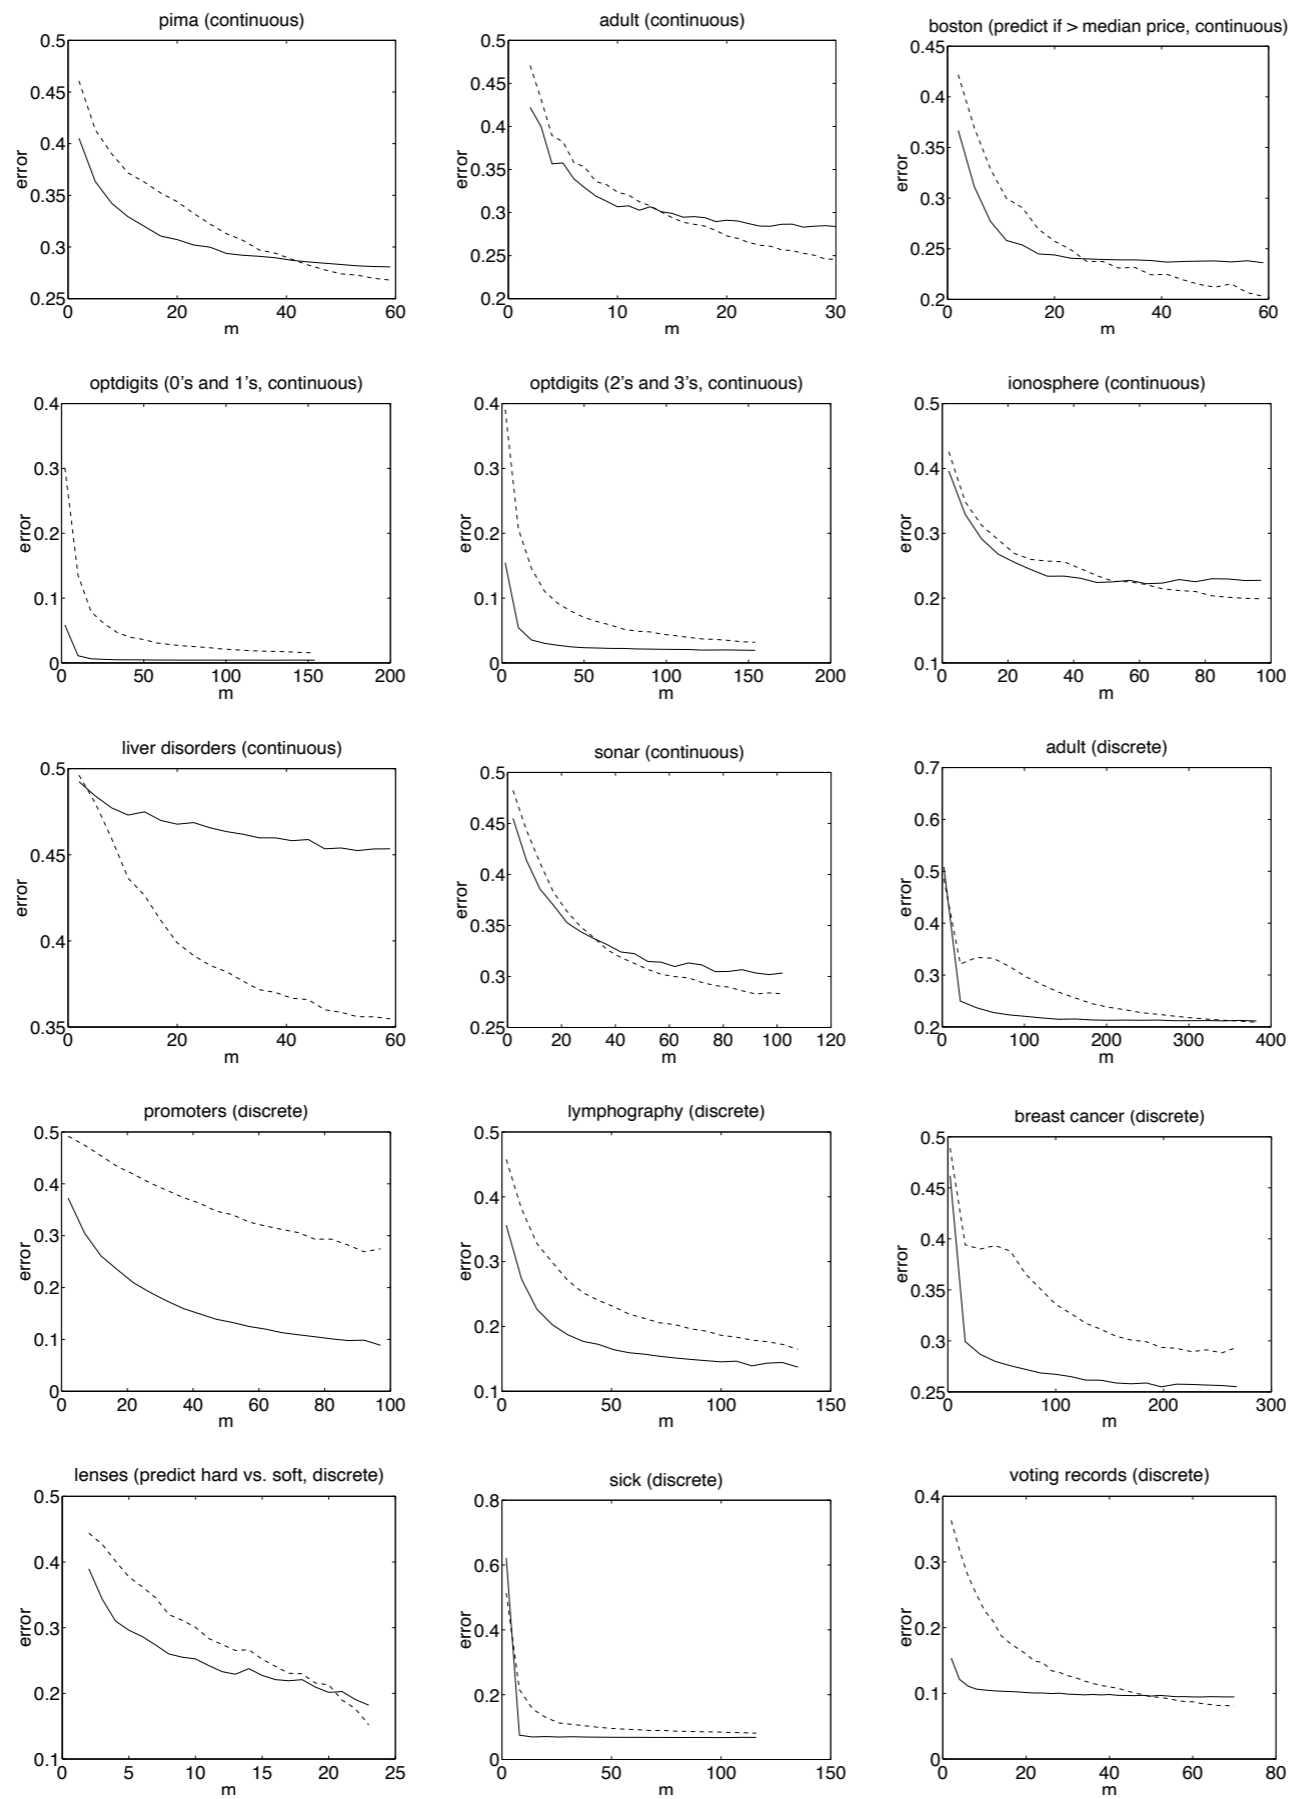 pima (continuous)
0.5
0.45
0.4
0.35
0.3
0.25
error
0 20 40 60
m
adult (continuous)
0.5
0.45
0.4
0.35
0.3
0.25
0.2
error
0 10 20 30
m
boston (predict if > median price, continuous)
0.45
0.4
0.35
0.3
0.25
0.2
error
0 20 40 60
m
optdigits (0's and 1's, continuous)
0.4
0.3
0.2
0.1
0
error
0 50 100 150 200
m
optdigits (2's and 3's, continuous)
0.4
0.3
0.2
0.1
0
error
0 50 100 150 200
m
ionosphere (continuous)
0.5
0.4
0.3
0.2
0.1
error
0 20 40 60 80 100
m
liver disorders (continuous)
0.5
0.45
0.4
0.35
error
0 20 40 60
m
sonar (continuous)
0.5
0.45
0.4
0.35
0.3
0.25
error
0 20 40 60 80 100 120
m
adult (discrete)
0.7
0.6
0.5
0.4
0.3
0.2
error
0 100 200 300 400
m
promoters (discrete)
0.5
0.4
0.3
0.2
0.1
0
error
0 20 40 60 80 100
m
lymphography (discrete)
0.5
0.4
0.3
0.2
0.1
error
0 50 100 150
m
breast cancer (discrete)
0.5
0.45
0.4
0.35
0.3
0.25
error
0 100 200 300
m
lenses (predict hard vs. soft, discrete)
0.5
0.4
0.3
0.2
0.1
error
0 5 10 15 20 25
m
sick (discrete)
0.8
0.6
0.4
0.2
0
error
0 50 100 150
m
voting records (discrete)
0.4
0.3
0.2
0.1
0
error
0 20 40 60 80
m